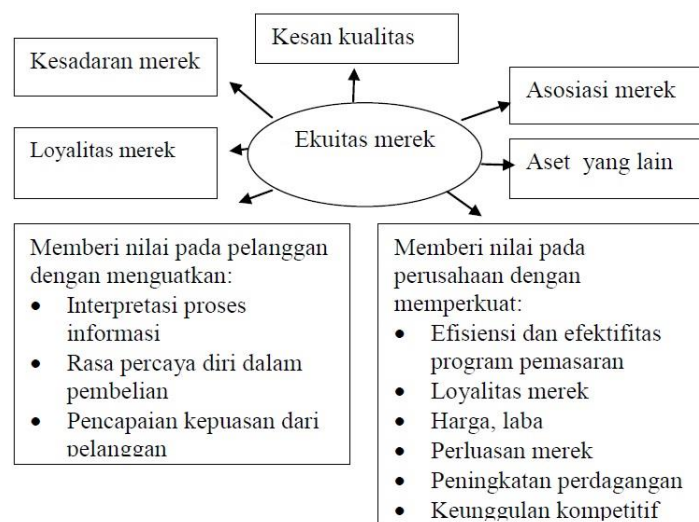 Kesan kualitas
Kesadaran merek
Asosiasi merek
Ekuitas merek
Loyalitas merek
Aset yang lain
Memberi nilai pada pelanggan
dengan menguatkan:
• Interpretasi proses
informasi
• Rasa percaya diri dalam
pembelian
• Pencapaian kepuasan dari
pelanggan
Memberi nilai pada
perusahaan dengan
memperkuat:
• Efisiensi dan efektifitas
program pemasaran
• Loyalitas merek
• Harga, laba
• Perluasan merek
• Peningkatan perdagangan
• Keunggulan kompetitif